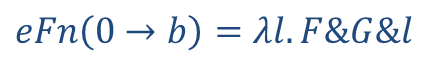 eFn(0 → b) = λl. F&G&l